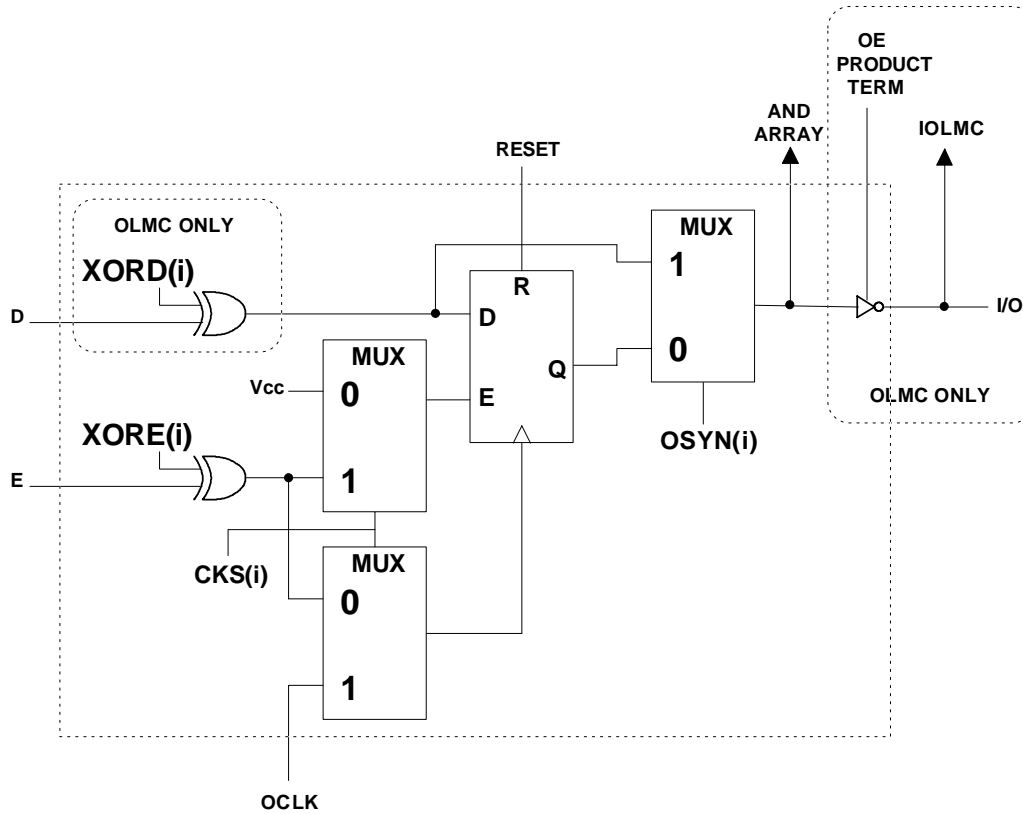 OE
PRODUCT
TERM
AND
ARRAY
IOLMC
RESET
OLMC ONLY
XORD(i)
D
MUX
1
0
R
D
Q
E
I/O
MUX
Vcc
0
1
OLMC ONLY
OSYN(i)
XORE(i)
E
CKS(i)
MUX
0
1
OCLK